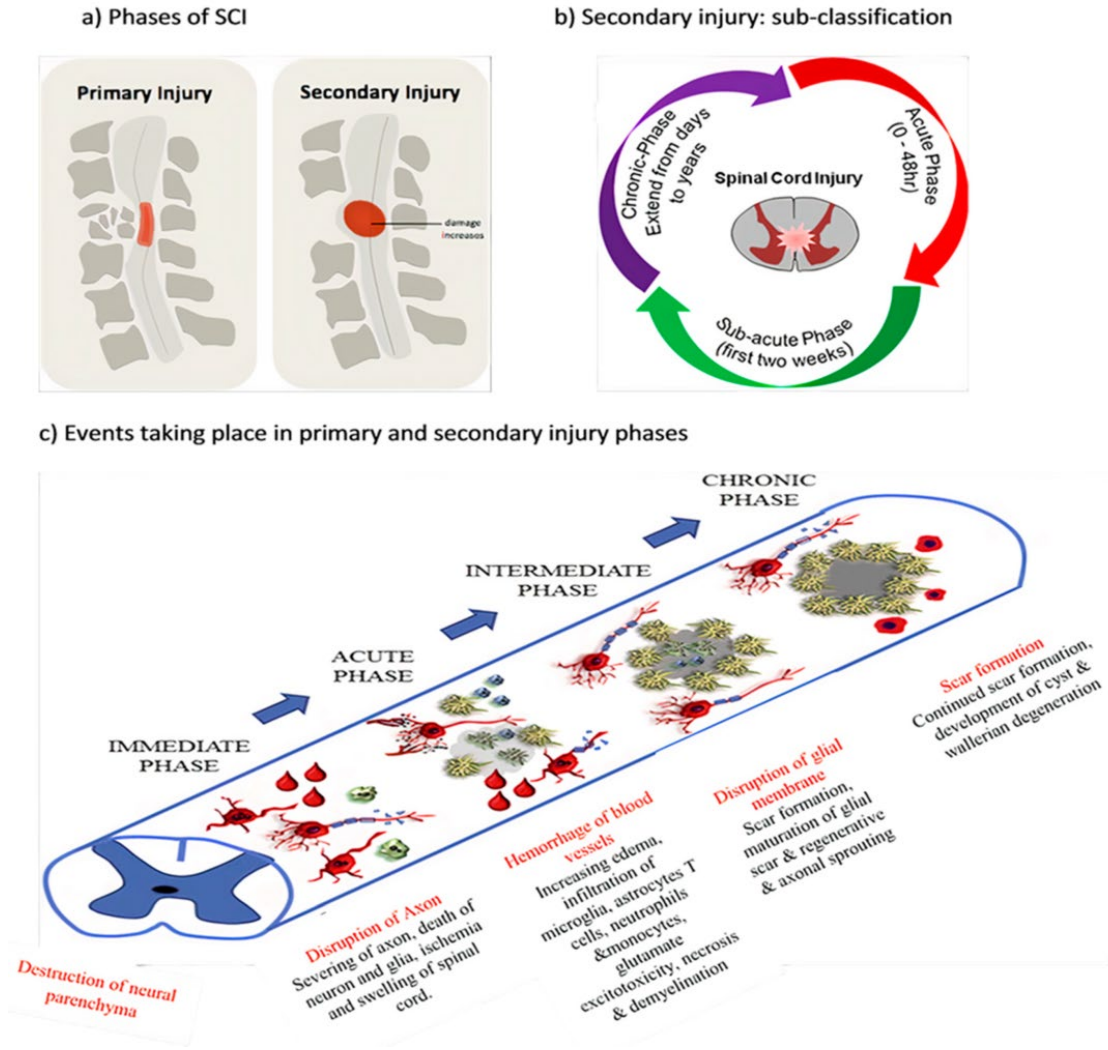 a) Phases of SCI
b) Secondary injury: sub-classification
Primary Injury
Secondary Injury
damage
increasos
Chronic-Phase
Extend from days
to years
Acute Phase
(0 - 48hr)
Spinal Cord Injury
Sub-acute Phase
(first two weeks)
c) Events taking place in primary and secondary injury phases
CHRONIC
PHASE
INTERMEDIATE
PHASE
ACUTE
PHASE
IMMEDIATE
PHASE
Destruction of neural
parenchyma
Disruption of Axon
Severing of axon, death of
neuron and glia, ischemia
and swelling of spinal
cord.
Hemorrhage of blood
vessels
Increasing edema,
infiltration of
microglia, astrocytes T
cells, neutrophils
&monocytes,
glutamate
excitotoxicity, necrosis
& demyelination
Disruption of glial
membrane
Scar formation,
maturation of glial
scar & regenerative
& axonal sprouting
Scar formation
Continued scar formation,
development of cyst &
wallerian degeneration